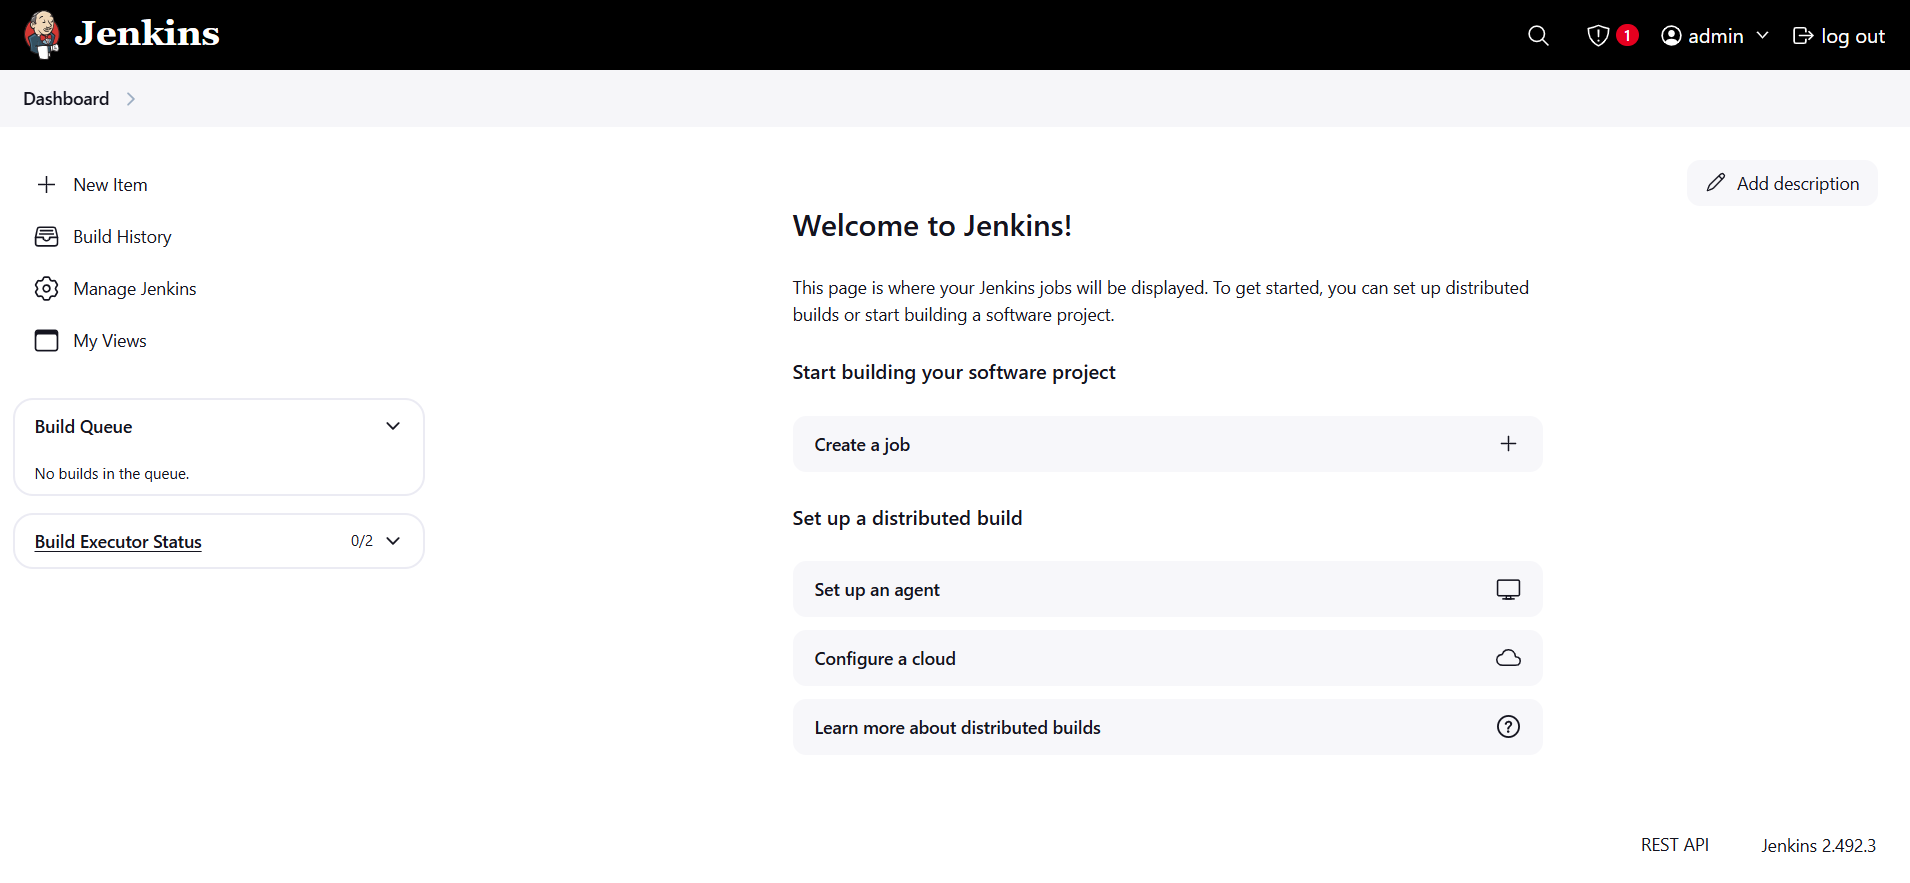 Jenkins
1
admin
log out
Dashboard
New Item
Build History
Manage Jenkins
My Views
Build Queue
No builds in the queue.
Build Executor Status
0/2
Add description
Welcome to Jenkins!
This page is where your Jenkins jobs will be displayed. To get started, you can set up distributed
builds or start building a software project.
Start building your software project
Create a job
Set up a distributed build
Set up an agent
Configure a cloud
Learn more about distributed builds
REST API
Jenkins 2.492.3